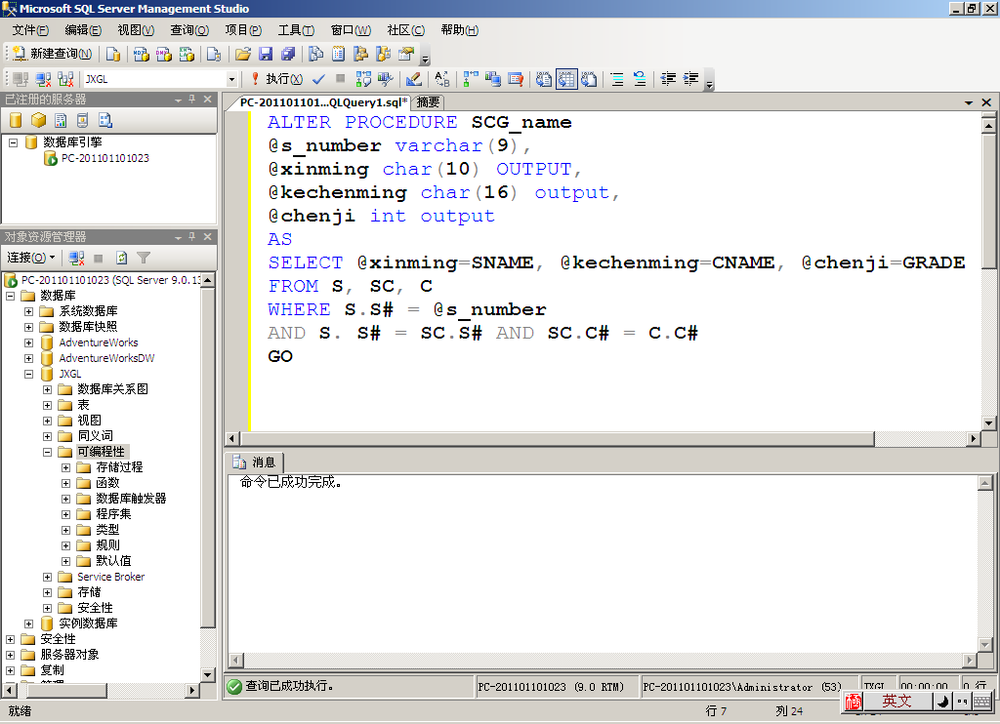 Microsoft SQL Server Management Studio
文件(F) 编辑(E) 视图(V) 查询(Q) 项目(P) 工具(T) 窗口(W) 社区(C) 帮助(H)
新建查询(N)
JXGL 执行(X)
已注册的服务器
数据库引擎
PC-201101101023
对象资源管理器
连接(O)
PC-201101101023 (SQL Server 9.0.13
数据库
系统数据库
数据库快照
AdventureWorks
AdventureWorksDW
JXGL
数据库关系图
表
视图
同义词
可编程性
存储过程
函数
数据库触发器
程序集
类型
规则
默认值
Service Broker
存储
安全性
实例数据库
安全性
服务器对象
复制
PC-201101101...QLQuery1.sql* 摘要
ALTER PROCEDURE SCG_name
@s_number varchar(9),
@xinming char(10) OUTPUT,
@kechenming char(16) output,
@chenji int output
AS
SELECT @xinming=SNAME, @kechenming=CNAME, @chenji=GRADE
FROM S, SC, C
WHERE S.S# = @s_number
AND S. S# = SC.S# AND SC.C# = C.C#
GO
消息
命令已成功完成。
查询已成功执行。 PC-201101101023 (9.0 RTM) PC-201101101023\Administrator (53) JXGL 00:00:00 0 行
英文
就绪 行 7 列 24